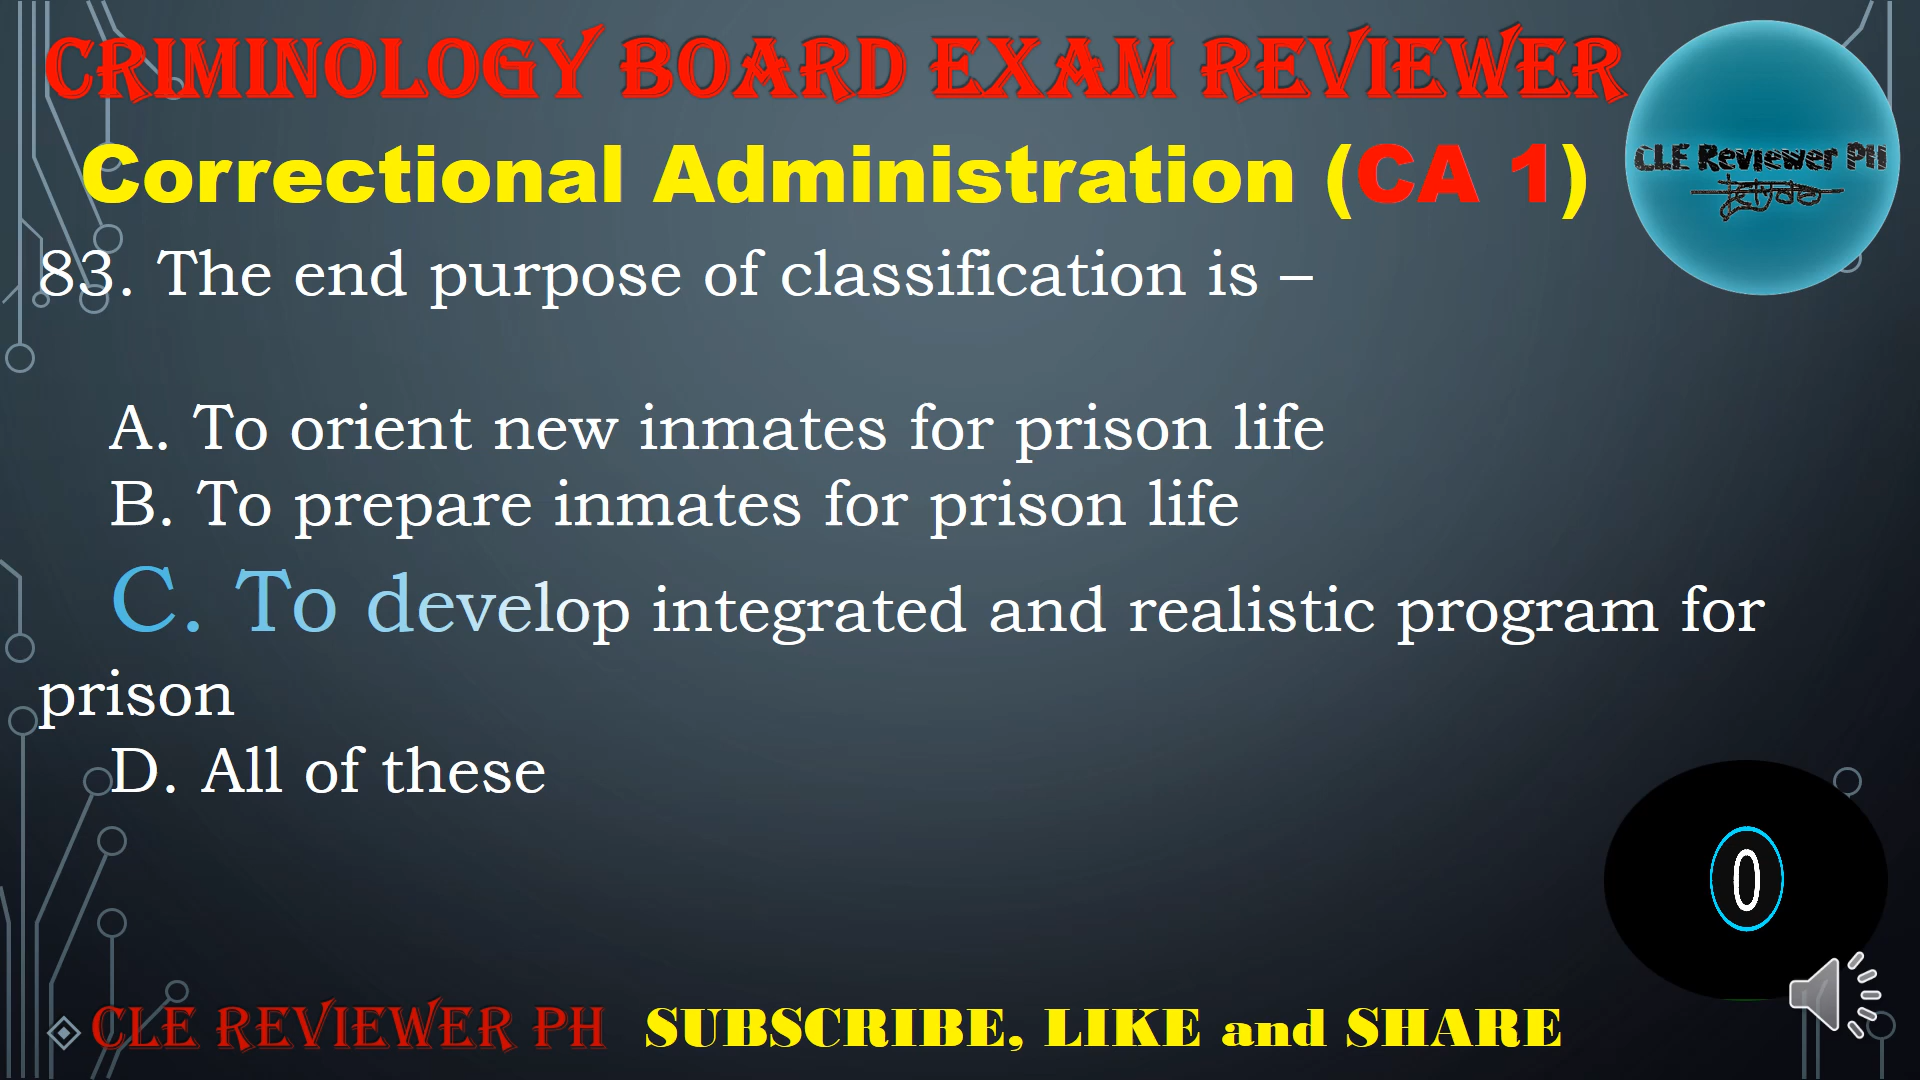 CRIMINOLOGY BOARD EXAM REVIEWER
Correctional Administration (CA 1)
CLE Reviewer PH
83. The end purpose of classification is –
A. To orient new inmates for prison life
B. To prepare inmates for prison life
C. To develop integrated and realistic program for
prison
D. All of these
0
CLE REVIEWER PH SUBSCRIBE, LIKE and SHARE